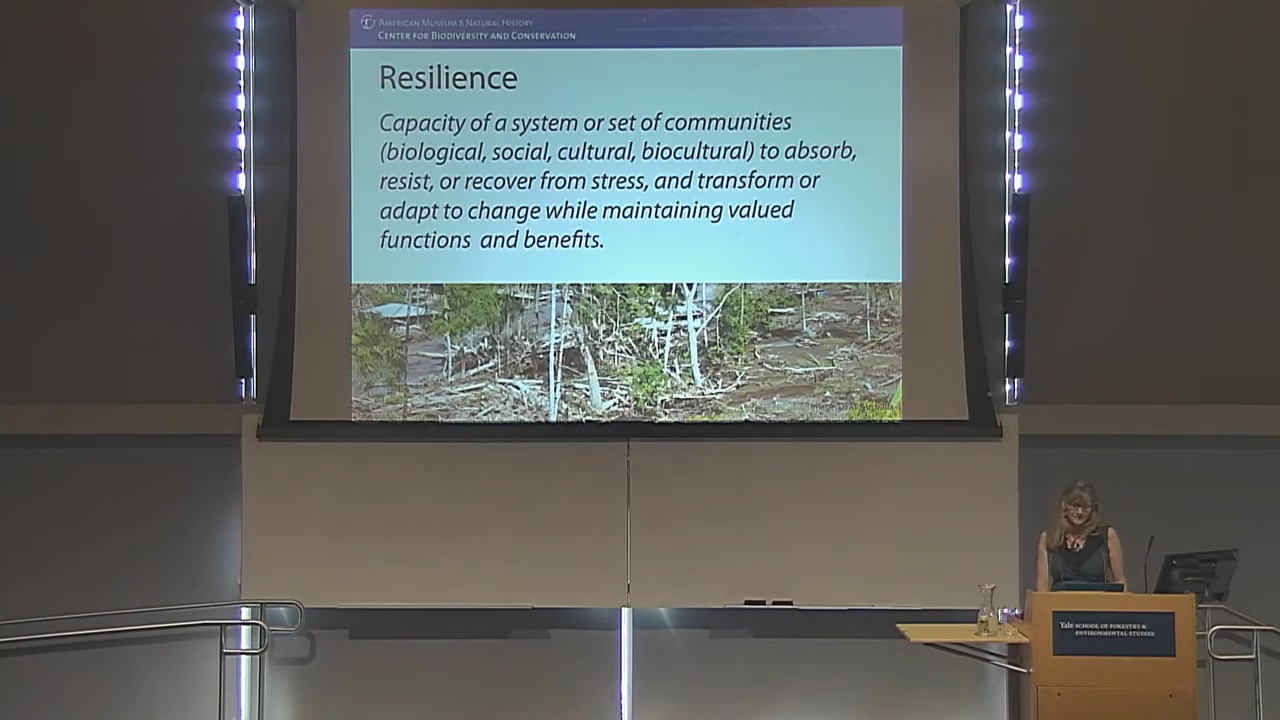 AMERICAN MUSEUM & NATURAL HISTORY
CENTER FOR BIODIVERSITY AND CONSERVATION
Resilience
Capacity of a system or set of communities
(biological, social, cultural, biocultural) to absorb,
resist, or recover from stress, and transform or
adapt to change while maintaining valued
functions and benefits.
Yale SCHOOL OF FORESTRY &
ENVIRONMENTAL STUDIES